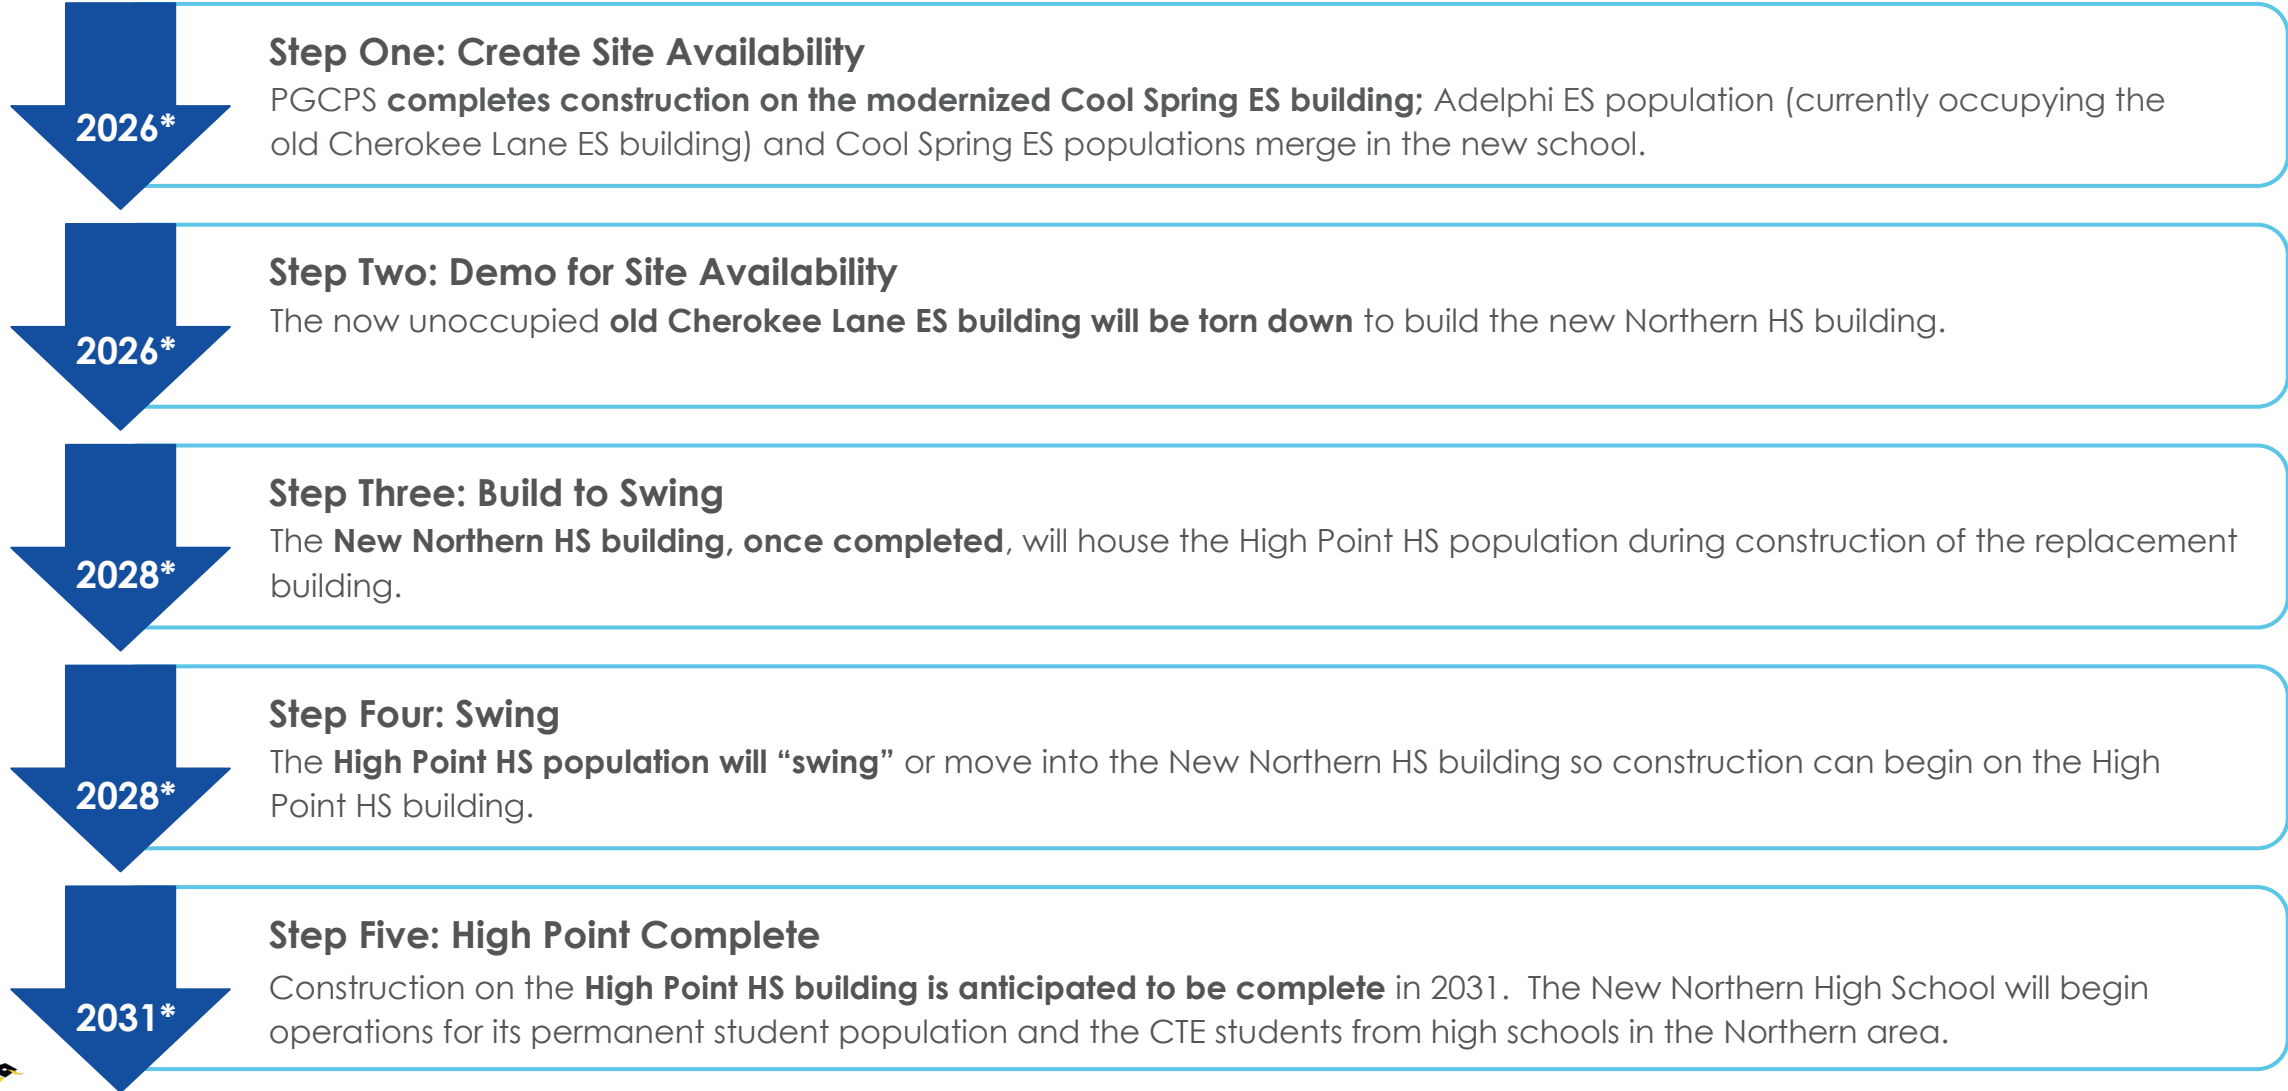 Step One: Create Site Availability
PGCPS completes construction on the modernized Cool Spring ES building; Adelphi ES population (currently occupying the
2026*
old Cherokee Lane ES building) and Cool Spring ES populations merge in the new school.
Step Two: Demo for Site Availability
The now unoccupied old Cherokee Lane ES building will be torn down to build the new Northern HS building.
2026*
Step Three: Build to Swing
The New Northern HS building, once completed, will house the High Point HS population during construction of the replacement
2028*
building.
Step Four: Swing
The High Point HS population will “swing” or move into the New Northern HS building so construction can begin on the High
2028*
Point HS building.
Step Five: High Point Complete
Construction on the High Point HS building is anticipated to be complete in 2031. The New Northern High School will begin
2031*
operations for its permanent student population and the CTE students from high schools in the Northern area.